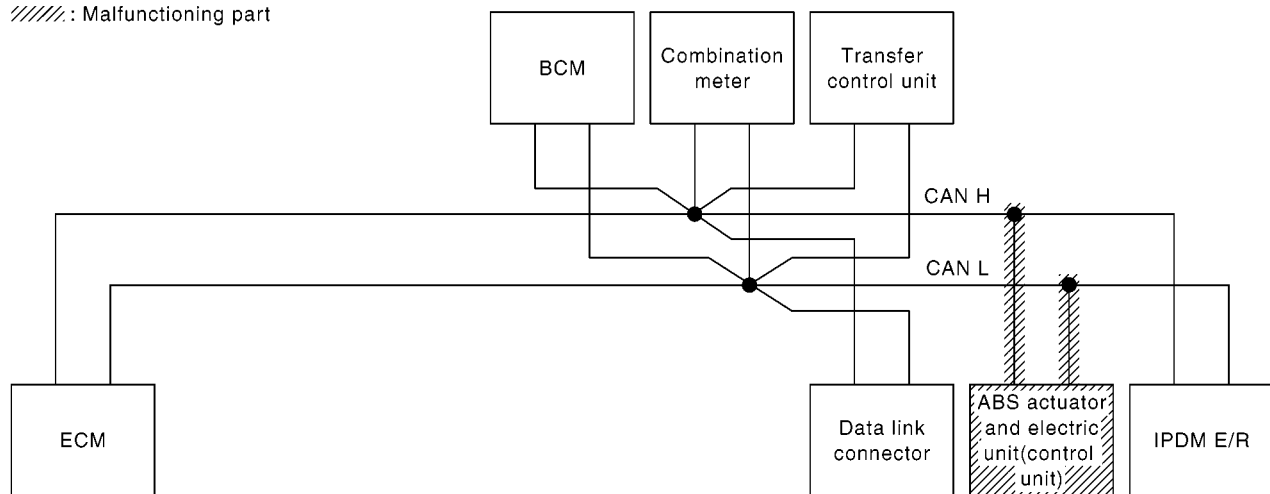 : Malfunctioning part
BCM
Combination
meter
Transfer
control unit
CAN H
CAN L
ECM
Data link
connector
ABS actuator
and electric
unit(control
unit)
IPDM E/R